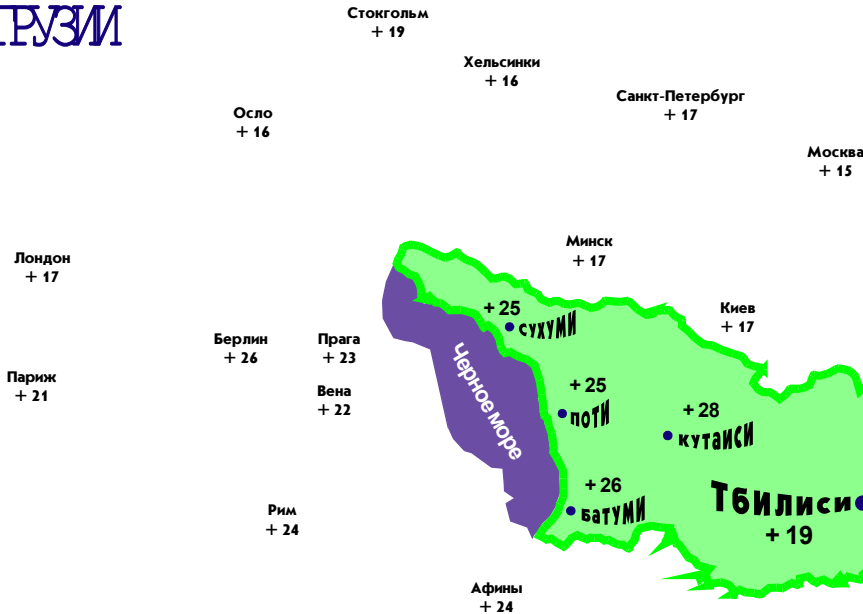 ГРУЗИИ
Стокгольм
+ 19
Хельсинки
+ 16
Санкт-Петербург
+ 17
Осло
+ 16
Москва
+ 15
Минск
+ 17
Лондон
+ 17
+ 25
сухуми
Киев
+ 17
Берлин
+ 26
Прага
+ 23
Париж
+ 21
Вена
+ 22
Черное море
+ 25
поти
+ 28
кутаиси
+ 26
батуми
Тбилиси
+ 19
Рим
+ 24
Афины
+ 24